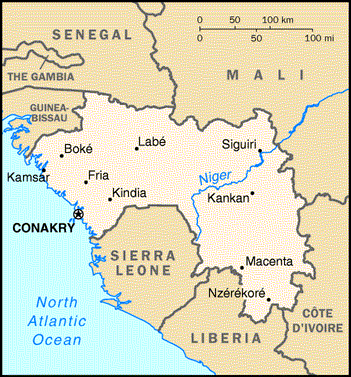 0 50 100 km
0 50 100 mi
SENEGAL
THE GAMBIA
MALI
GUINEA-
BISSAU
Labé
Siguiri
Boké
Kamsar
Fria
Niger
Kindia
Kankan
CONAKRY
SIERRA
LEONE
Macenta
North
Atlantic
Ocean
Nzérékoré
CÔTE
D'IVOIRE
LIBERIA